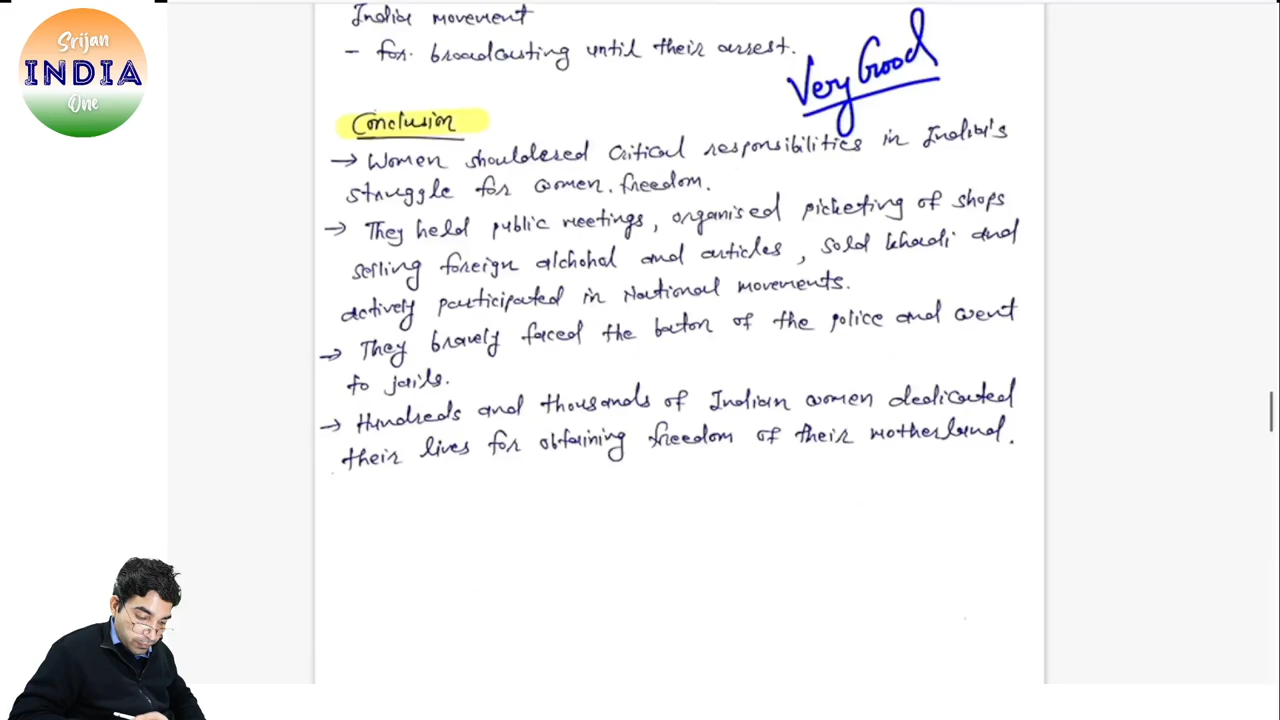 Srijan
INDIA
One
India movement
- for broadcasting until their arrest.
Very Good
Conclusion
→ Women shouldered critical responsibilities in India's
struggle for women. freedom.
→ They held public meetings, organised picketing of shops
selling foreign alchohal and articles, sold khadi and
actively participated in National movements.
→ They bravely faced the baton of the police and went
to jails.
→ Hundreds and thousands of Indian women dedicated
their lives for obtaining freedom of their motherland.